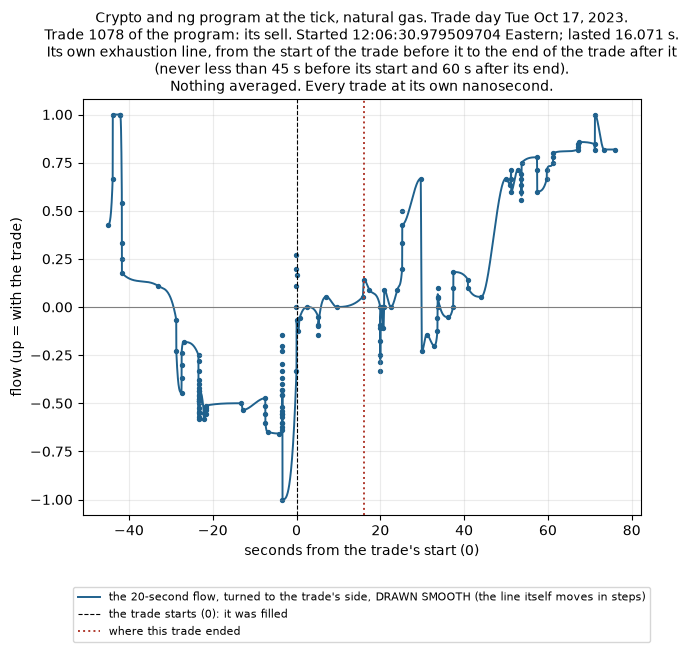 Crypto and ng program at the tick, natural gas. Trade day Tue Oct 17, 2023.
Trade 1078 of the program: its sell. Started 12:06:30.979509704 Eastern; lasted 16.071 s.
Its own exhaustion line, from the start of the trade before it to the end of the trade after it
(never less than 45 s before its start and 60 s after its end).
Nothing averaged. Every trade at its own nanosecond.
1.00
0.75
0.50
0.25
0.00
−0.25
−0.50
−0.75
−1.00
flow (up = with the trade)
−40
−20
0
20
40
60
80
seconds from the trade's start (0)
the 20-second flow, turned to the trade's side, DRAWN SMOOTH (the line itself moves in steps)
the trade starts (0): it was filled
where this trade ended